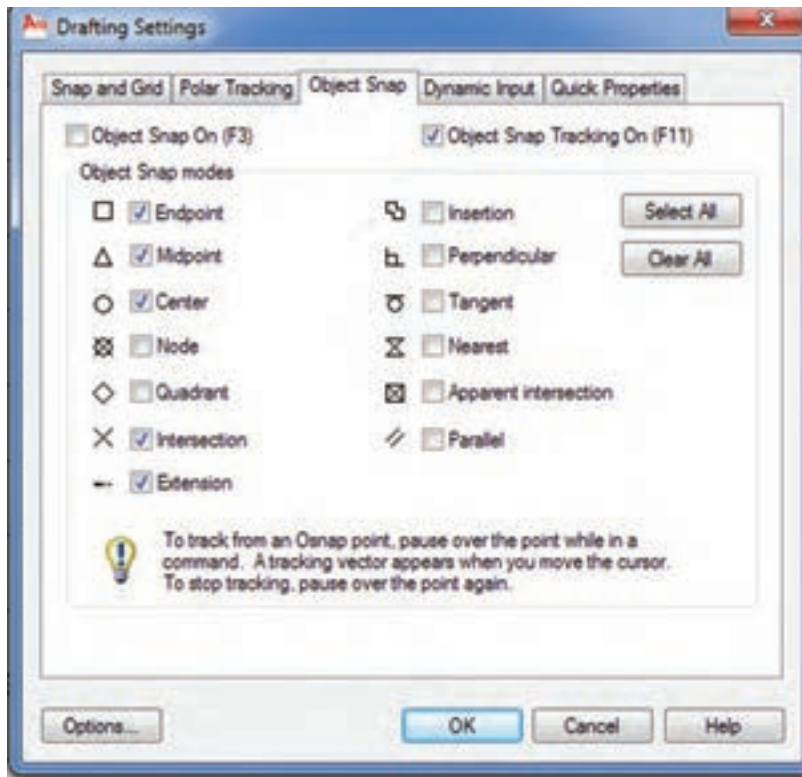 Drafting Settings
Snap and Grid Polar Tracking Object Snap Dynamic Input Quick Properties
Object Snap On (F3)
Object Snap Tracking On (F11)
Object Snap modes
Endpoint
Midpoint
Center
Node
Quadrant
Intersection
Extension
Insertion
Perpendicular
Tangent
Nearest
Apparent intersection
Parallel
Select All
Clear All
To track from an Osnap point, pause over the point while in a
command. A tracking vector appears when you move the cursor.
To stop tracking, pause over the point again.
Options...
OK Cancel Help